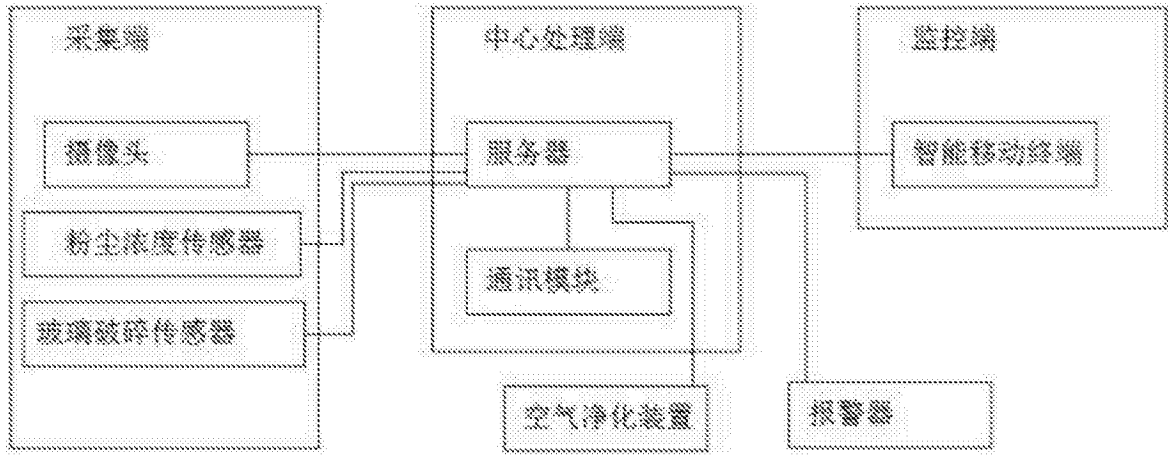 采集端
中心处理端
监控端
摄像头
服务器
智能移动终端
粉尘浓度传感器
通讯模块
玻璃破碎传感器
空气净化装置
报警器